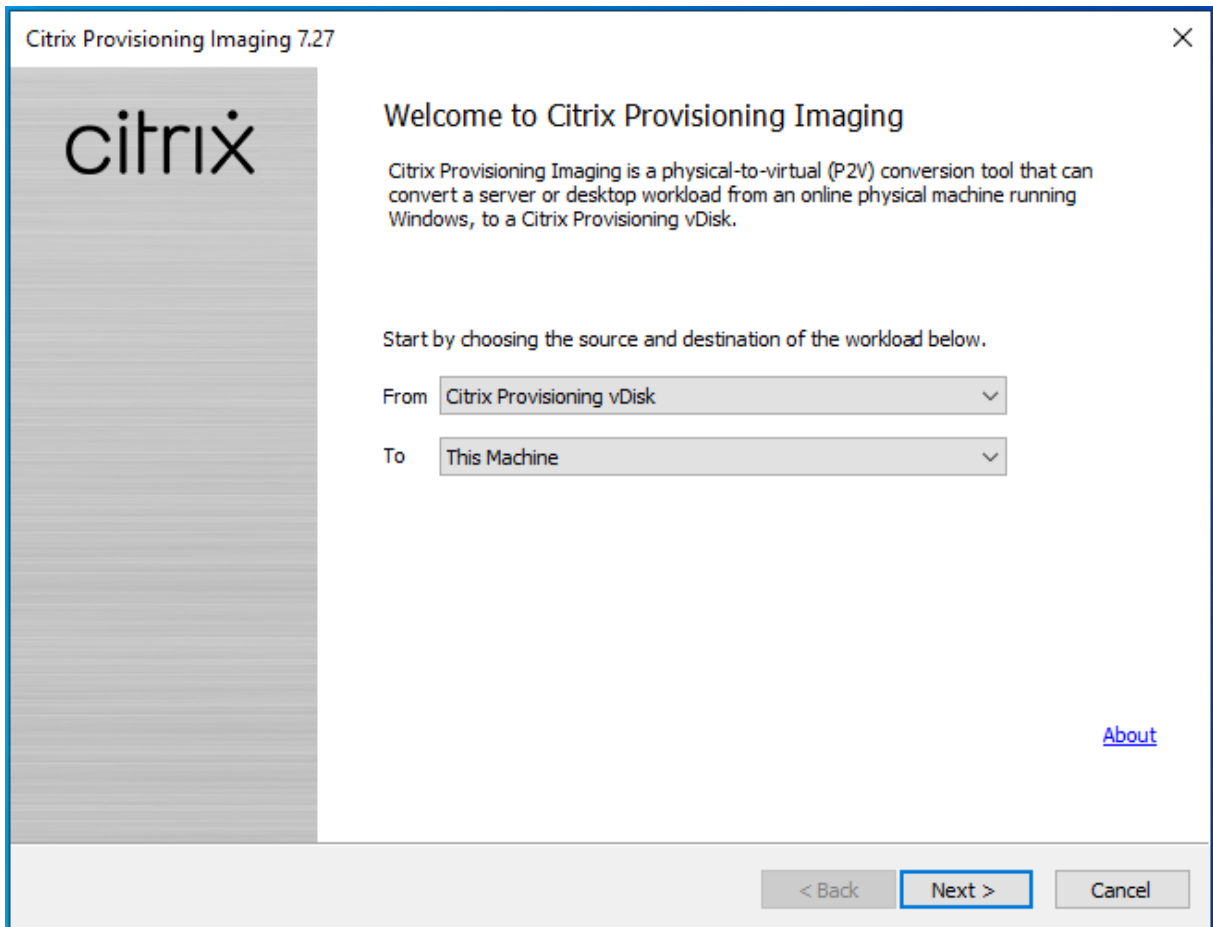 Citrix Provisioning Imaging 7.27
citrix
Welcome to Citrix Provisioning Imaging
Citrix Provisioning Imaging is a physical-to-virtual (P2V) conversion tool that can
convert a server or desktop workload from an online physical machine running
Windows, to a Citrix Provisioning vDisk.
Start by choosing the source and destination of the workload below.
From Citrix Provisioning vDisk
To This Machine
About
< Back Next > Cancel